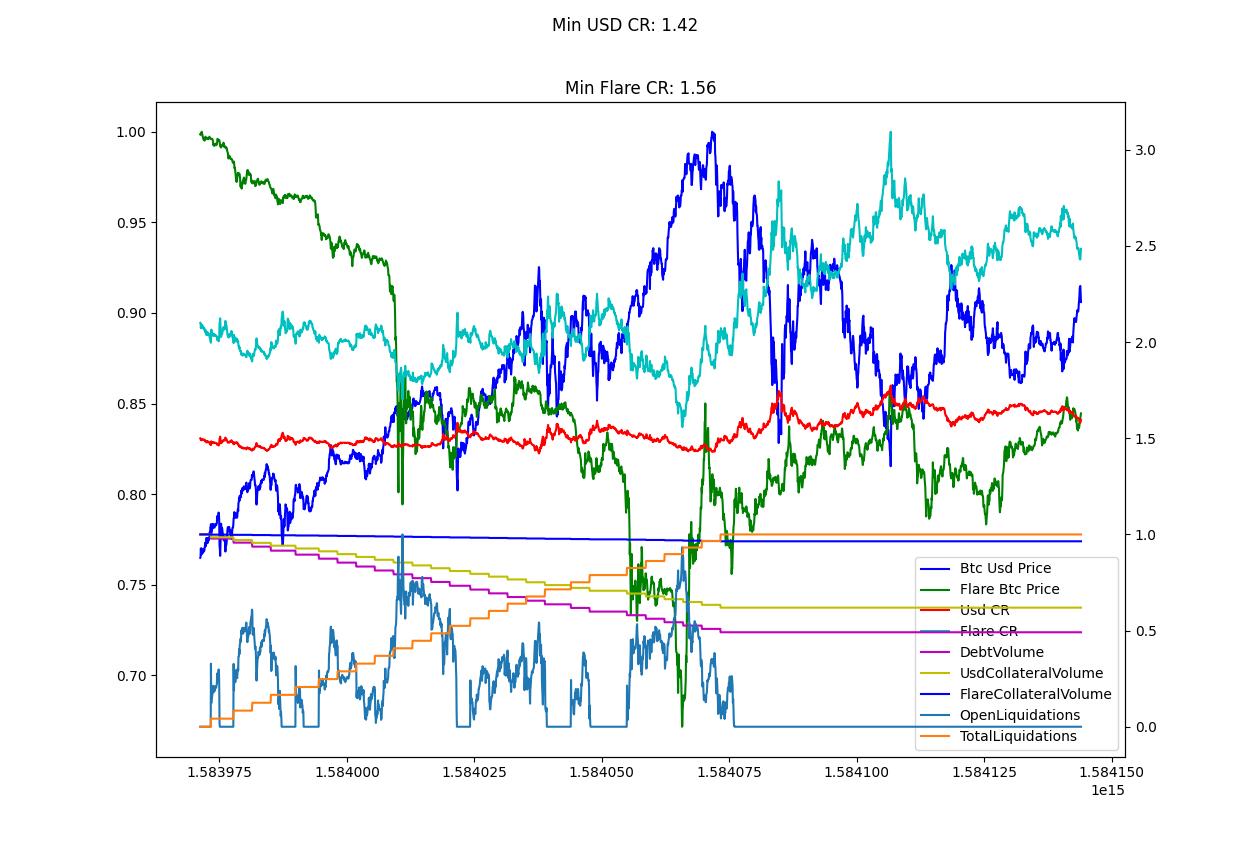 Min USD CR: 1.42
Min Flare CR: 1.56
1.00
0.95
0.90
0.85
0.80
0.75
0.70
3.0
2.5
2.0
1.5
1.0
0.5
0.0
Btc Usd Price
Flare Btc Price
Usd CR
Flare CR
DebtVolume
UsdCollateralVolume
FlareCollateralVolume
OpenLiquidations
TotalLiquidations
1.583975 1.584000 1.584025 1.584050 1.584075 1.584100 1.584125 1.584150
1e15